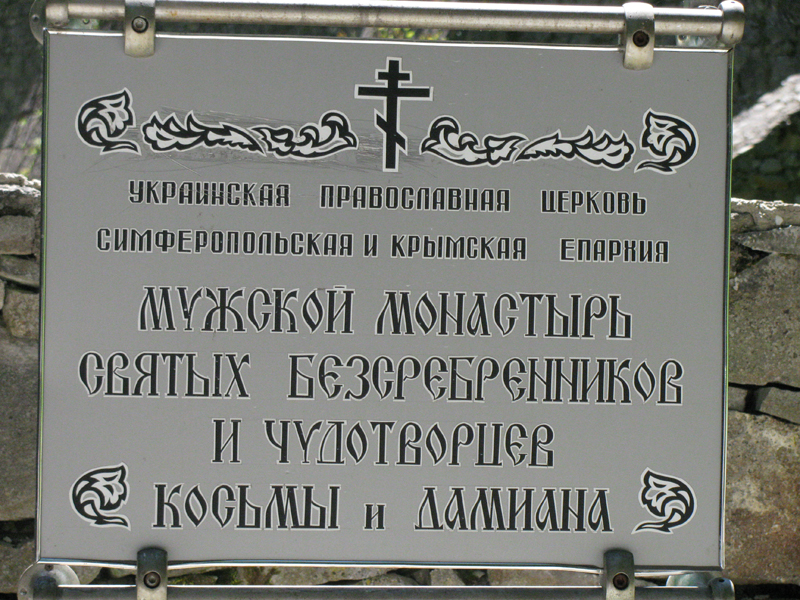 УКРАИНСКАЯ ПРАВОСЛАВНАЯ ЦЕРКОВЬ
СИМФЕРОПОЛЬСКАЯ И КРЫМСКАЯ ЕПАРХИЯ
МУЖСКОЙ МОНАСТЫРЬ
СВЯТЫХ БЕЗСРЕБРЕННИКОВ
И ЧУДОТВОРЦЕВ
КОСЬМЫ И ДАМИАНА